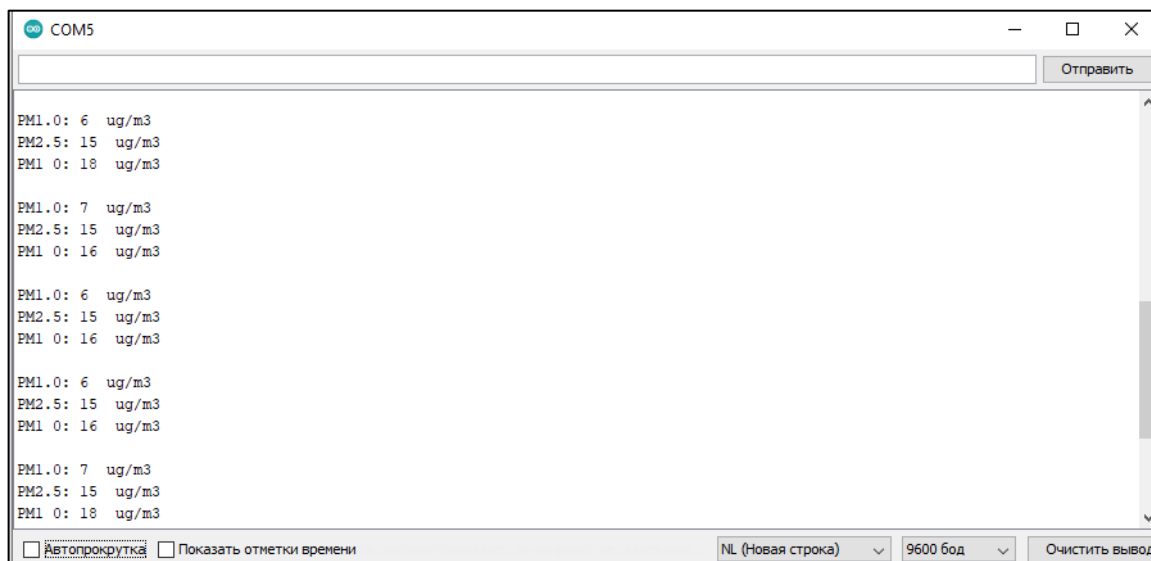 COM5
Отправить
PM1.0: 6 ug/m3
PM2.5: 15 ug/m3
PM1 0: 18 ug/m3
PM1.0: 7 ug/m3
PM2.5: 15 ug/m3
PM1 0: 16 ug/m3
PM1.0: 6 ug/m3
PM2.5: 15 ug/m3
PM1 0: 16 ug/m3
PM1.0: 6 ug/m3
PM2.5: 15 ug/m3
PM1 0: 16 ug/m3
PM1.0: 7 ug/m3
PM2.5: 15 ug/m3
PM1 0: 18 ug/m3
Автопрокрутка Показать отметки времени NL (Новая строка) 9600 бод Очистить вывод